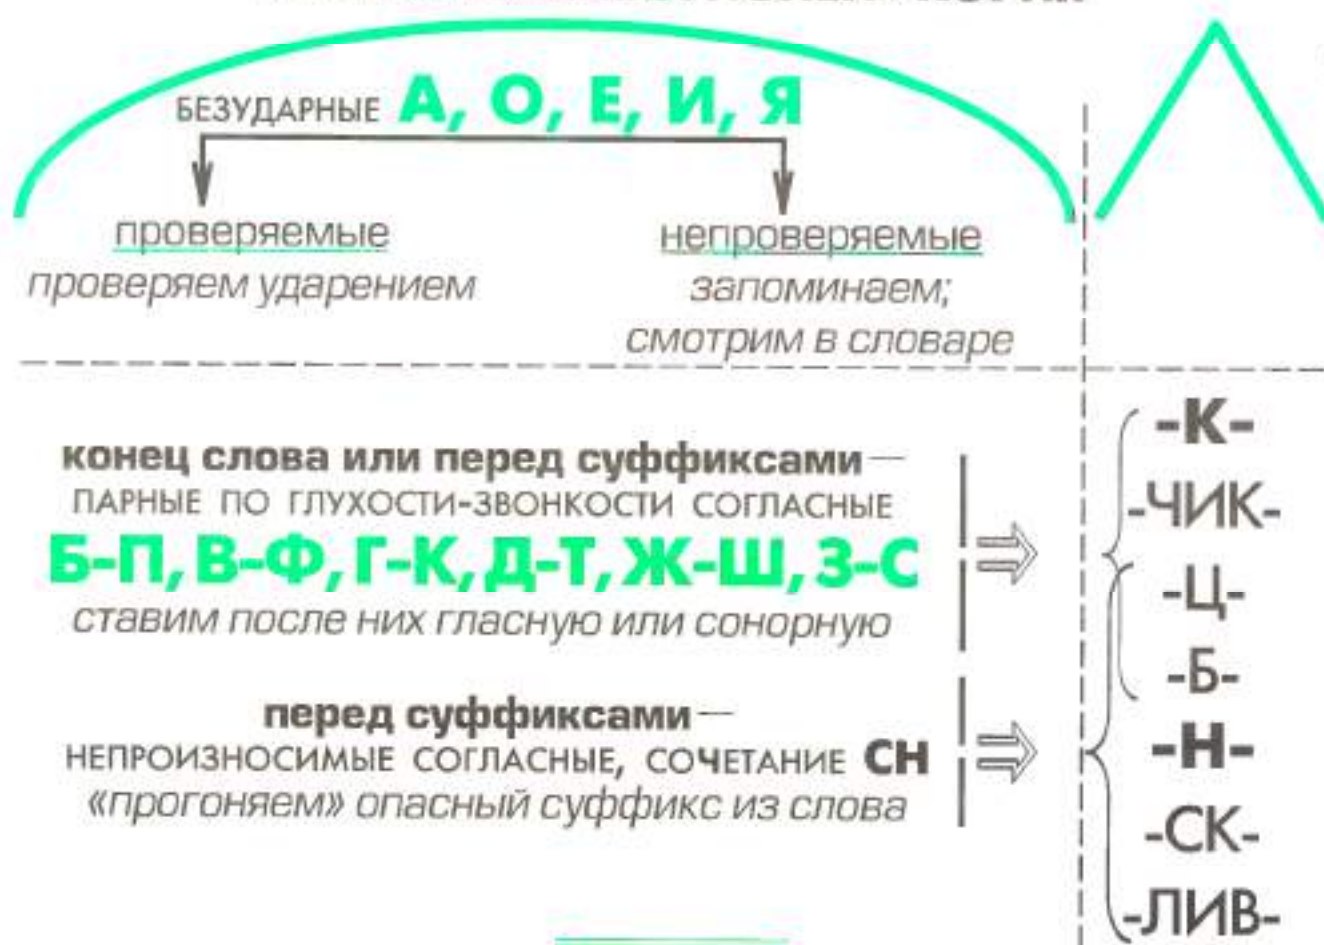 БЕЗУДАРНЫЕ А, О, Е, И, Я
проверяемые
проверяем ударением
непроверяемые
запоминаем;
смотрим в словаре
конец слова или перед суффиксами —
ПАРНЫЕ ПО ГЛУХОСТИ-ЗВОНКОСТИ СОГЛАСНЫЕ
Б-П, В-Ф, Г-К, Д-Т, Ж-Ш, З-С
ставим после них гласную или сонорную
перед суффиксами —
НЕПРОИЗНОСИМЫЕ СОГЛАСНЫЕ, СОЧЕТАНИЕ СН
«прогоняем» опасный суффикс из слова
-К-
-ЧИК-
-Ц-
-Б-
-Н-
-СК-
-ЛИВ-